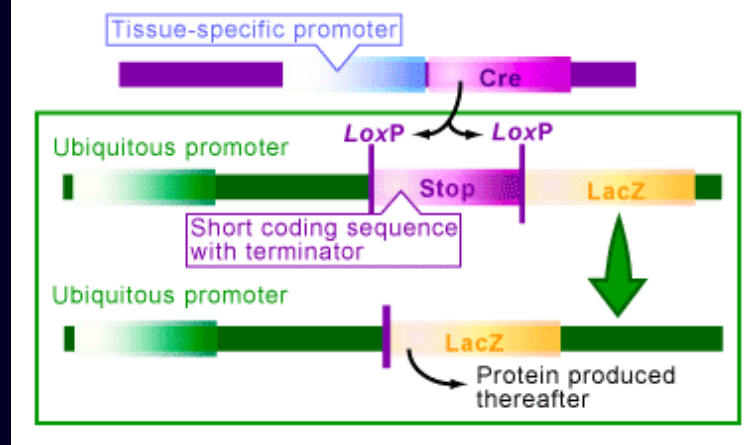 Tissue-specific promoter
Cre
LoxP LoxP
Ubiquitous promoter
Stop LacZ
Short coding sequence
with terminator
Ubiquitous promoter
LacZ
Protein produced
thereafter